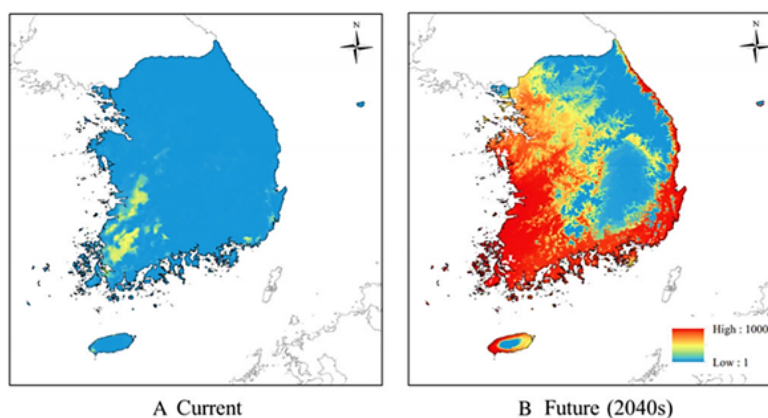 N
N
High : 1000
Low : 1
A Current
B Future (2040s)